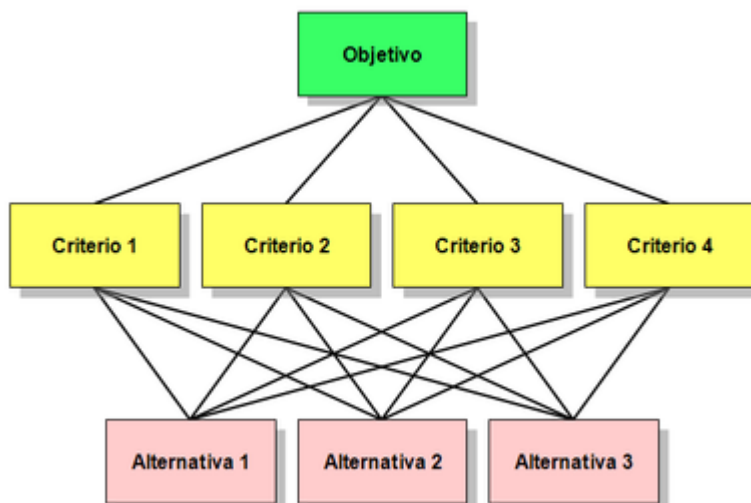 Objetivo
Criterio 1
Criterio 2
Criterio 3
Criterio 4
Alternativa 1
Alternativa 2
Alternativa 3